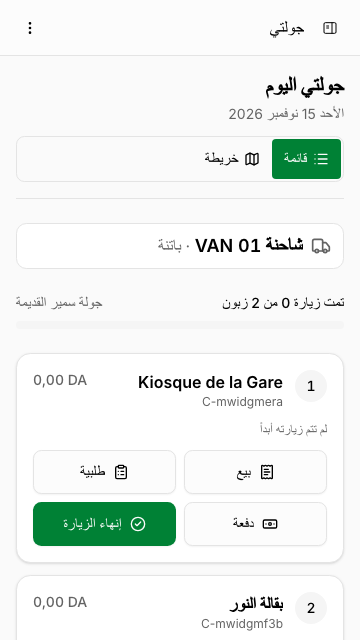 جولتي
جولتي اليوم
الأحد 15 نوفمبر 2026
قائمة
خريطة
شاحنة VAN 01 · باتنة
تمت زيارة 0 من 2 زبون
جولة سمير القديمة
1
Kiosque de la Gare
0,00 DA
C-mwidgmera
لم تتم زيارته أبداً
بيع
طلبية
دفعة
إنهاء الزيارة
2
بقالة النور
0,00 DA
C-mwidgmf3b